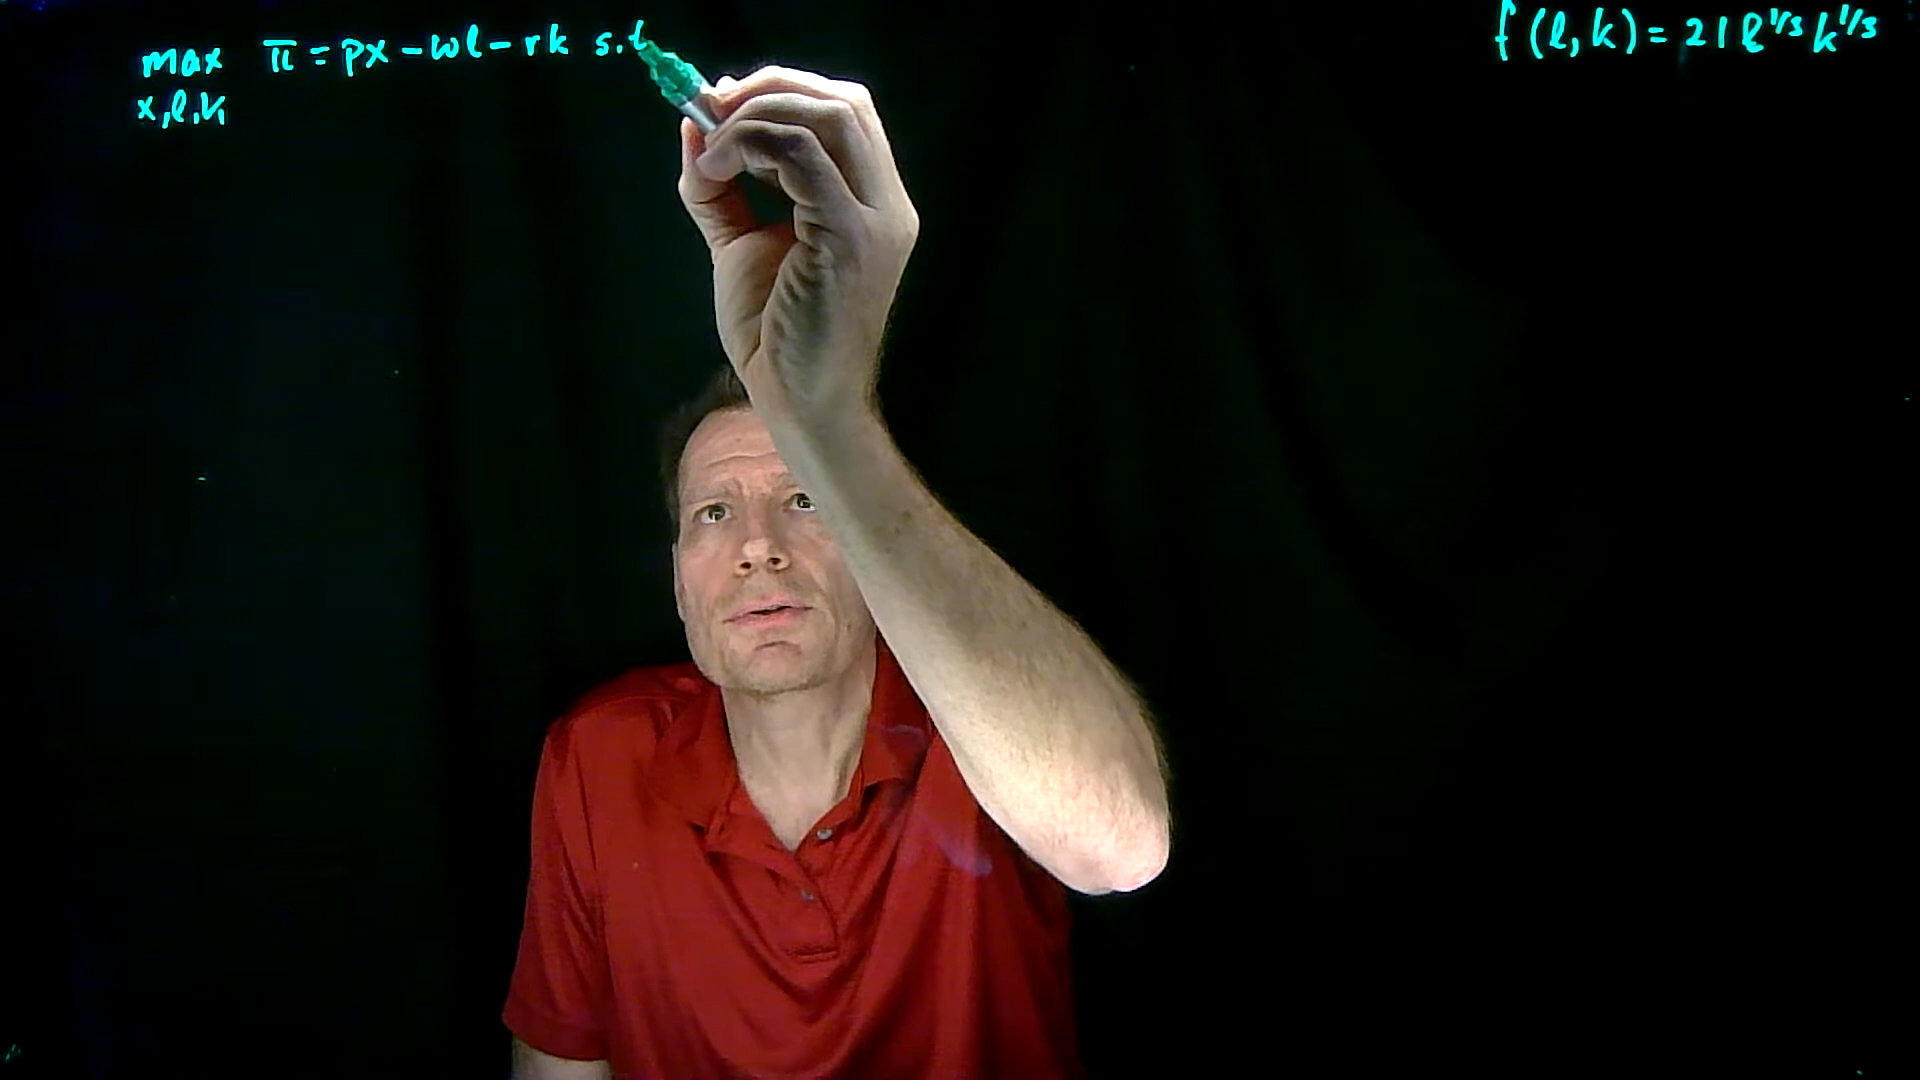 max π = px - wl - rk s.t
x,l,k
f(l,k) = 21 l^1/3 k^1/3